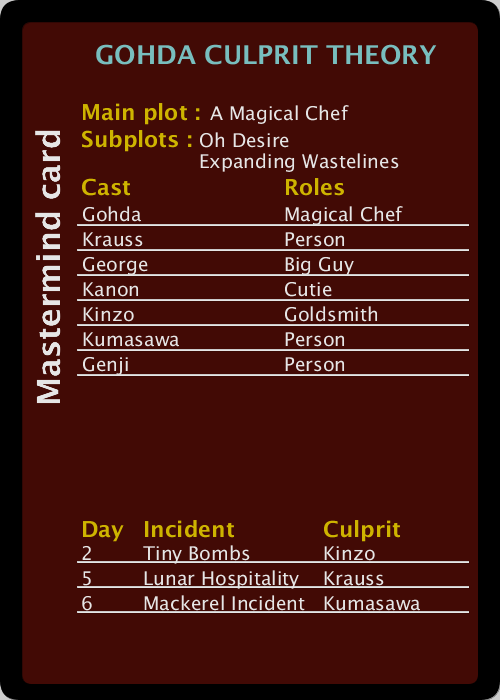 GOHDA CULPRIT THEORY
Mastermind card
Main plot : A Magical Chef
Subplots : Oh Desire
Expanding Wastelines
Cast Roles
Gohda Magical Chef
Krauss Person
George Big Guy
Kanon Cutie
Kinzo Goldsmith
Kumasawa Person
Genji Person
Day Incident Culprit
2 Tiny Bombs Kinzo
5 Lunar Hospitality Krauss
6 Mackerel Incident Kumasawa